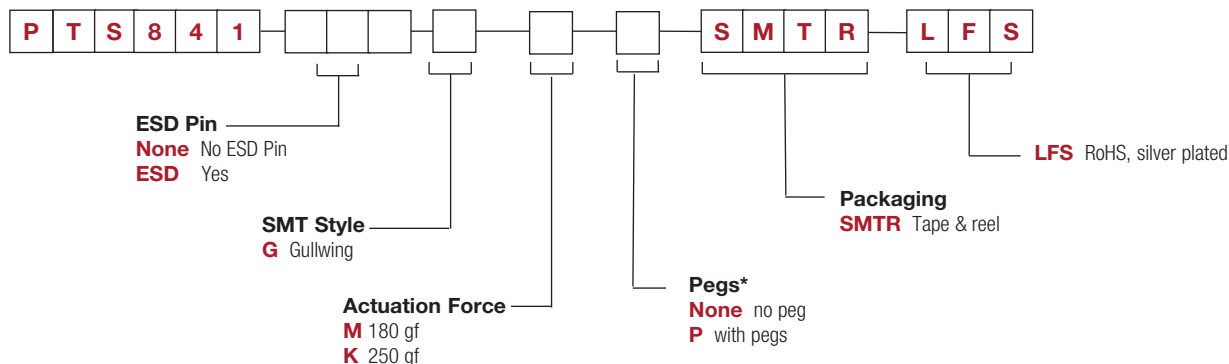 P T S 8 4 1 S M T R L F S
ESD Pin
None No ESD Pin
ESD Yes
LFS RoHS, silver plated
Packaging
SMTR Tape & reel
SMT Style
G Gullwing
Pegs*
None no peg
P with pegs
Actuation Force
M 180 gf
K 250 gf